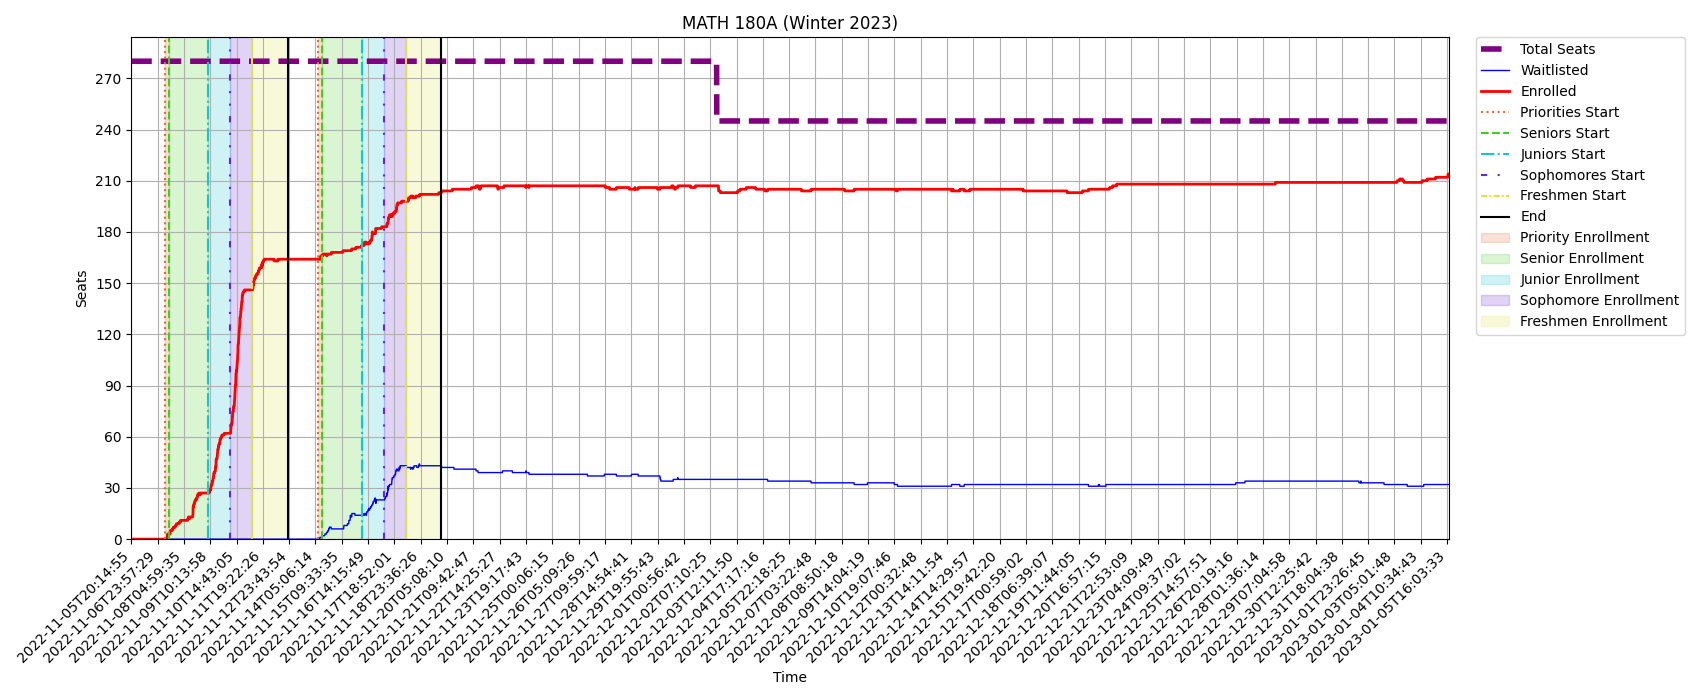 MATH 180A (Winter 2023)
Seats
270
240
210
180
150
120
90
60
30
0
2022-11-05T20:14:55
2022-11-06T23:57:29
2022-11-08T04:59:35
2022-11-09T10:13:58
2022-11-10T14:43:05
2022-11-11T19:22:26
2022-11-12T23:43:54
2022-11-14T05:06:14
2022-11-15T09:33:35
2022-11-16T14:15:49
2022-11-17T18:52:01
2022-11-18T23:36:26
2022-11-20T05:08:10
2022-11-21T09:42:47
2022-11-22T14:25:27
2022-11-23T19:17:43
2022-11-25T00:06:15
2022-11-26T05:09:26
2022-11-27T09:59:17
2022-11-28T14:54:41
2022-11-29T19:55:43
2022-12-01T00:56:42
2022-12-02T07:10:25
2022-12-03T12:11:50
2022-12-04T17:17:16
2022-12-05T22:18:25
2022-12-07T03:22:48
2022-12-08T08:50:18
2022-12-09T14:04:19
2022-12-10T19:07:46
2022-12-12T00:32:48
2022-12-13T14:11:54
2022-12-14T14:29:57
2022-12-15T19:42:20
2022-12-17T00:59:02
2022-12-18T06:39:07
2022-12-19T11:44:05
2022-12-20T16:57:15
2022-12-21T22:53:09
2022-12-23T04:09:49
2022-12-24T09:37:02
2022-12-25T14:57:51
2022-12-26T20:19:16
2022-12-28T01:36:14
2022-12-29T07:04:58
2022-12-30T12:25:42
2022-12-31T18:04:38
2023-01-01T23:26:45
2023-01-03T05:01:48
2023-01-04T10:34:43
2023-01-05T16:03:33
Time
Total Seats
Waitlisted
Enrolled
Priorities Start
Seniors Start
Juniors Start
Sophomores Start
Freshmen Start
End
Priority Enrollment
Senior Enrollment
Junior Enrollment
Sophomore Enrollment
Freshmen Enrollment